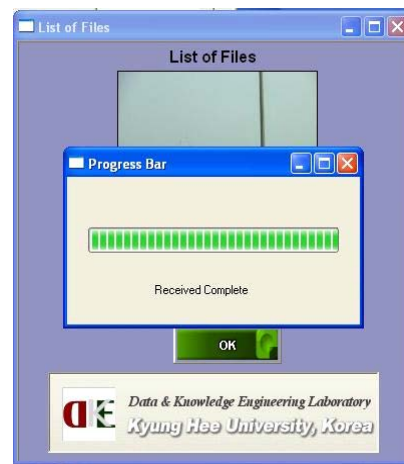 List of Files
List of Files
Progress Bar
Received Complete
OK
DKE
Data & Knowledge Engineering Laboratory
Kyung Hee University, Korea